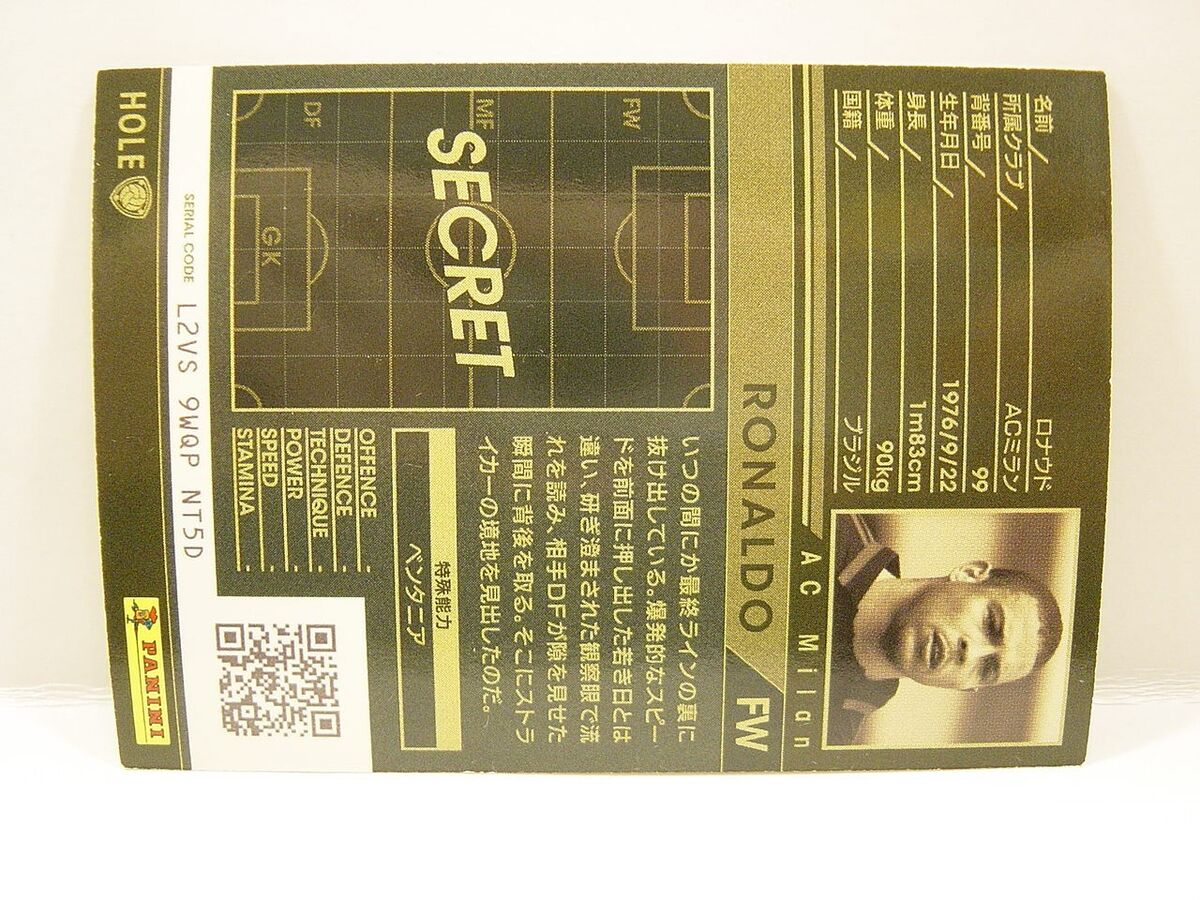 名前/ ロナウド
所属クラブ/ ACミラン
背番号/ 99
生年月日/ 1976/9/22
身長/ 1m83cm
体重/ 90kg
国籍/ ブラジル
AC Milan
RONALDO FW
FW
MF
DF
GK
SECRET
いつの間にか最終ラインの裏に
抜け出している。爆発的なスピー
ドを前面に押し出した若き日とは
違い、研ぎ澄まされた観察眼で流
れを読み、相手DFが隙を見せた
瞬間に背後を取る。そこにストラ
イカーの境地を見出したのだ。
特殊能力
ベンタニア
OFFENCE -
DEFENCE -
TECHNIQUE -
POWER -
SPEED -
STAMINA -
SERIAL CODE L2VS 9WQP NT5D
HOLE
PANINI